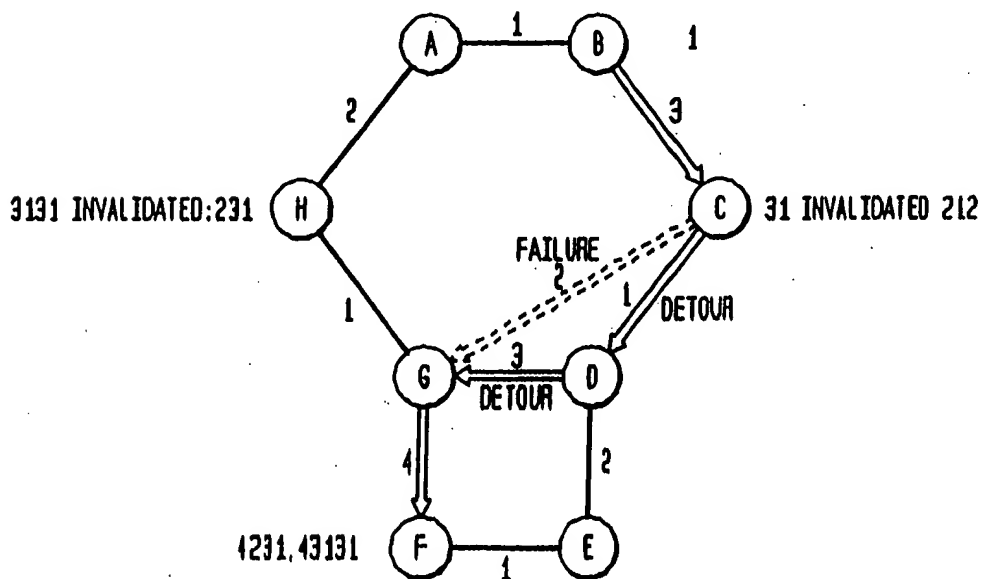 A
1
B
1
2
3
3131 INVALIDATED:231
H
C
31 INVALIDATED 212
FAILURE
2
1
1
DETOUR
G
3
D
DETOUR
4
2
4231,43131
F
1
E